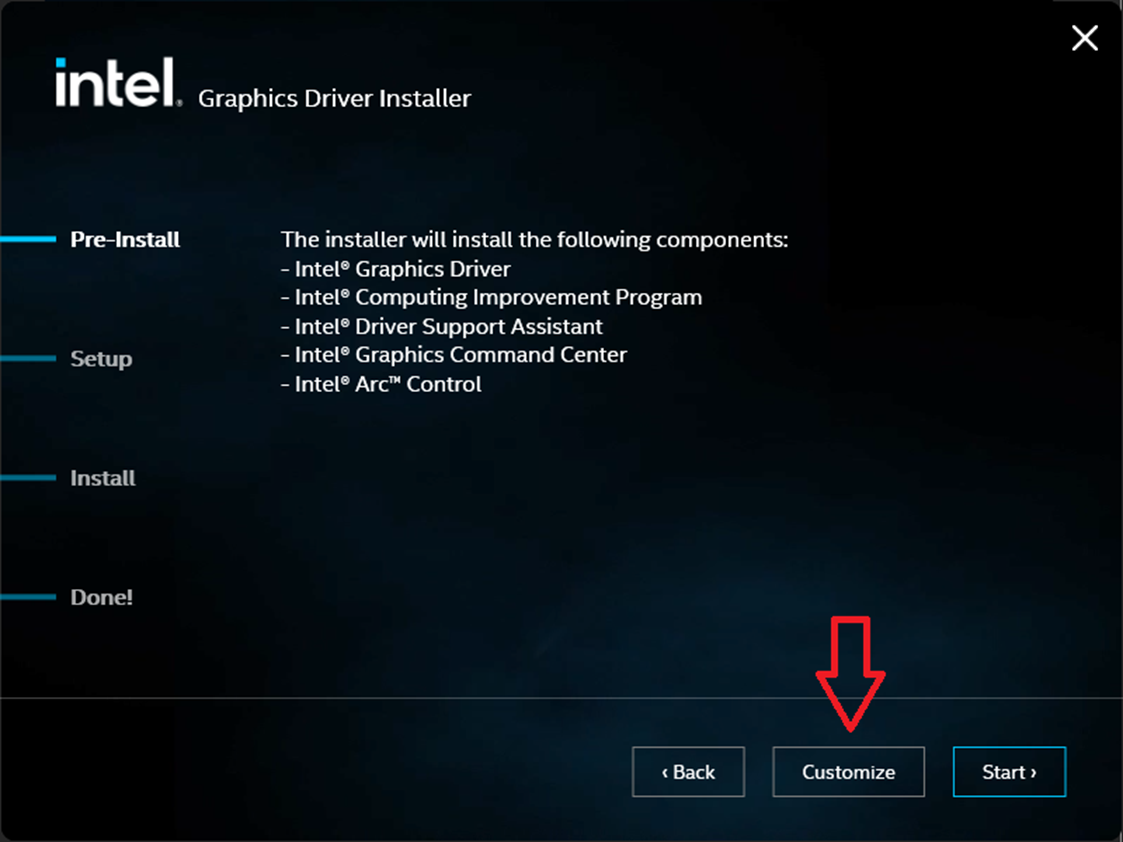 intel® Graphics Driver Installer
Pre-Install
The installer will install the following components:
- Intel® Graphics Driver
- Intel® Computing Improvement Program
- Intel® Driver Support Assistant
- Intel® Graphics Command Center
- Intel® Arc™ Control
Setup
Install
Done!
‹ Back
Customize
Start ›